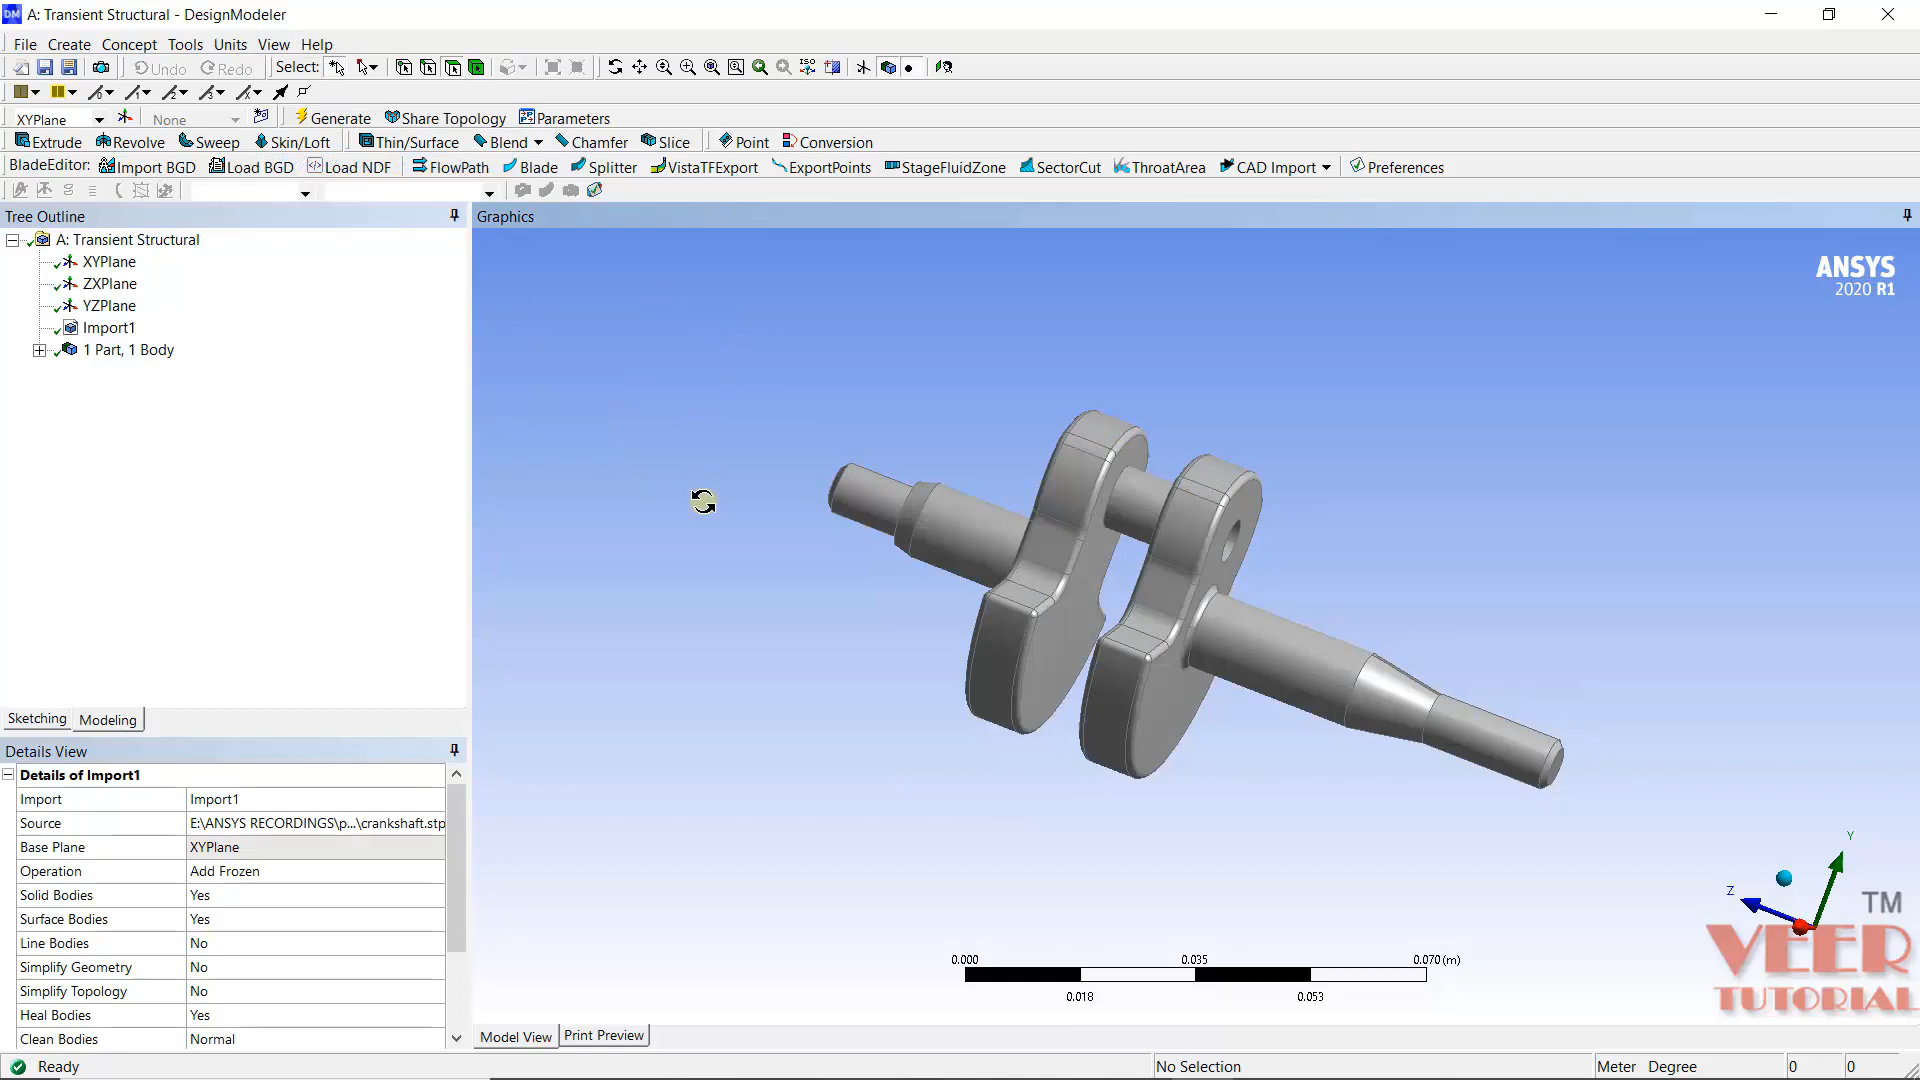 DM A: Transient Structural - DesignModeler
File Create Concept Tools Units View Help
Undo Redo Select: ISO
XYPlane None Generate Share Topology Parameters
Extrude Revolve Sweep Skin/Loft Thin/Surface Blend Chamfer Slice Point Conversion
BladeEditor: Import BGD Load BGD Load NDF FlowPath Blade Splitter VistaTFExport ExportPoints StageFluidZone SectorCut ThroatArea CAD Import Preferences
Tree Outline
A: Transient Structural
XYPlane
ZXPlane
YZPlane
Import1
1 Part, 1 Body
Sketching Modeling
Details View
Details of Import1
Import Import1
Source E:\ANSYS RECORDINGS\p...\crankshaft.stp
Base Plane XYPlane
Operation Add Frozen
Solid Bodies Yes
Surface Bodies Yes
Line Bodies No
Simplify Geometry No
Simplify Topology No
Heal Bodies Yes
Clean Bodies Normal
Graphics
ANSYS
2020 R1
Y
Z
0.000 0.035 0.070 (m)
0.018 0.053
TM
VEER
TUTORIAL
Model View Print Preview
Ready No Selection Meter Degree 0 0